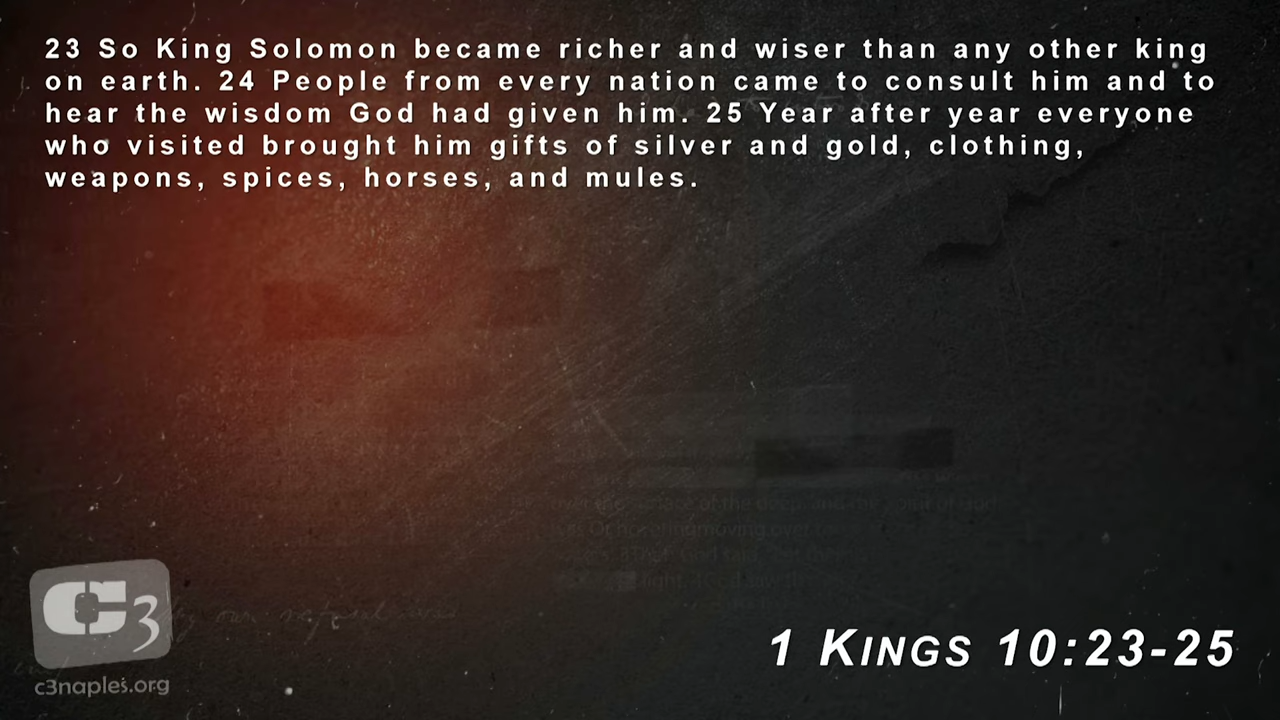 23 So King Solomon became richer and wiser than any other king
on earth. 24 People from every nation came to consult him and to
hear the wisdom God had given him. 25 Year after year everyone
who visited brought him gifts of silver and gold, clothing,
weapons, spices, horses, and mules.
C3
c3naples.org
1 KINGS 10:23-25